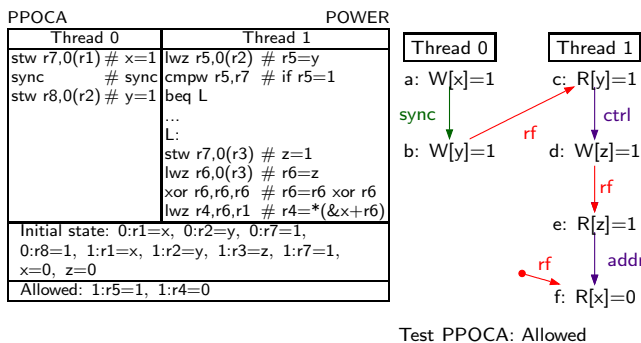 PPOCA POWER
Thread 0 Thread 1
stw r7,0(r1) # x=1 lwz r5,0(r2) # r5=y
sync # sync cmpw r5,r7 # if r5=1
stw r8,0(r2) # y=1 beq L
...
L:
stw r7,0(r3) # z=1
lwz r6,0(r3) # r6=z
xor r6,r6,r6 # r6=r6 xor r6
lwz r4,r6,r1 # r4=*(&x+r6)
Initial state: 0:r1=x, 0:r2=y, 0:r7=1,
0:r8=1, 1:r1=x, 1:r2=y, 1:r3=z, 1:r7=1,
x=0, z=0
Allowed: 1:r5=1, 1:r4=0
Thread 0 Thread 1
a: W[x]=1 c: R[y]=1
sync rf ctrl
b: W[y]=1 d: W[z]=1
rf
e: R[z]=1
rf addr
f: R[x]=0
Test PPOCA: Allowed